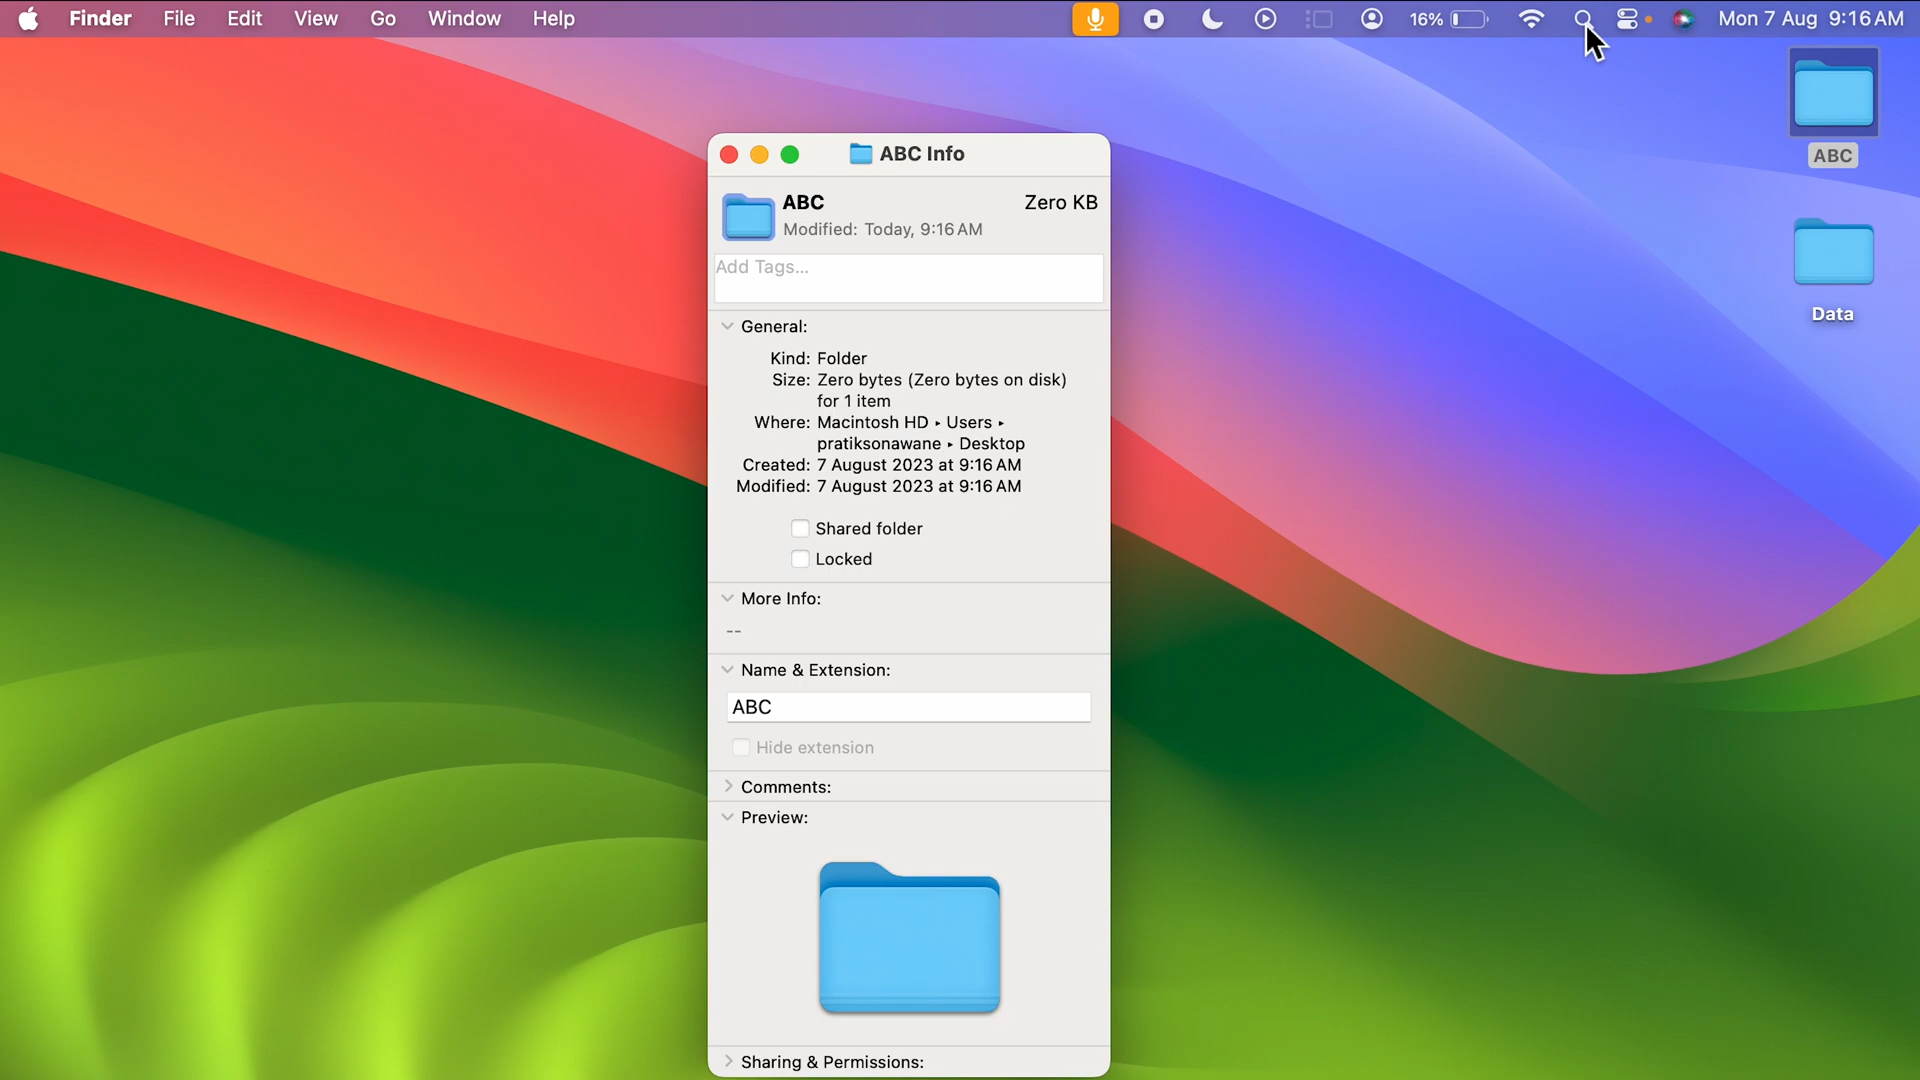 Finder File Edit View Go Window Help 16% Mon 7 Aug 9:16 AM
ABC
Data
ABC Info
ABC Zero KB
Modified: Today, 9:16 AM
Add Tags...
General:
Kind: Folder
Size: Zero bytes (Zero bytes on disk)
for 1 item
Where: Macintosh HD ▸ Users ▸
pratiksonawane ▸ Desktop
Created: 7 August 2023 at 9:16 AM
Modified: 7 August 2023 at 9:16 AM
Shared folder
Locked
More Info:
--
Name & Extension:
ABC
Hide extension
Comments:
Preview:
Sharing & Permissions: